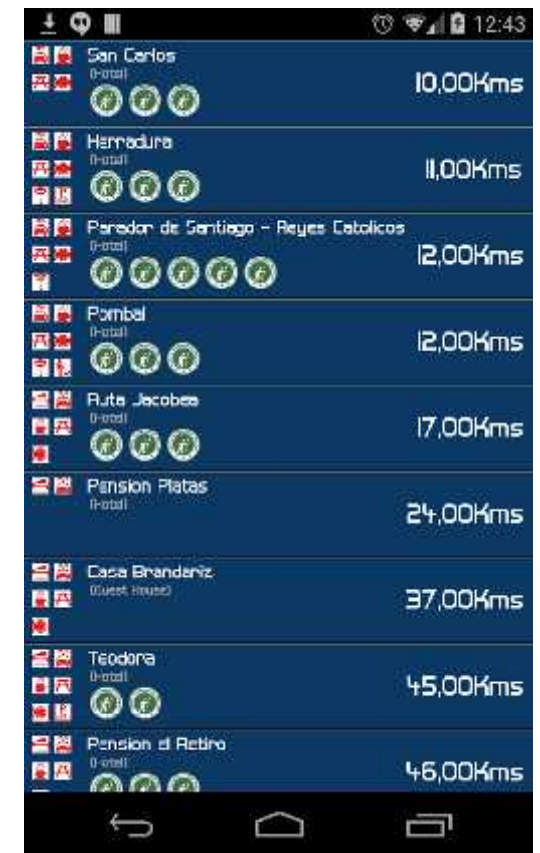 12:43
San Carlos
(Hotel)
10,00Kms
Herradura
(Hotel)
11,00Kms
Parador de Santiago - Reyes Catolicos
(Hotel)
12,00Kms
Pombal
(Hotel)
12,00Kms
Ruta Jacobea
(Hotel)
17,00Kms
Pension Platas
(Hotel)
24,00Kms
Casa Brandariz
(Guest House)
37,00Kms
Teodora
(Hotel)
45,00Kms
Pension el Retiro
(Hotel)
46,00Kms